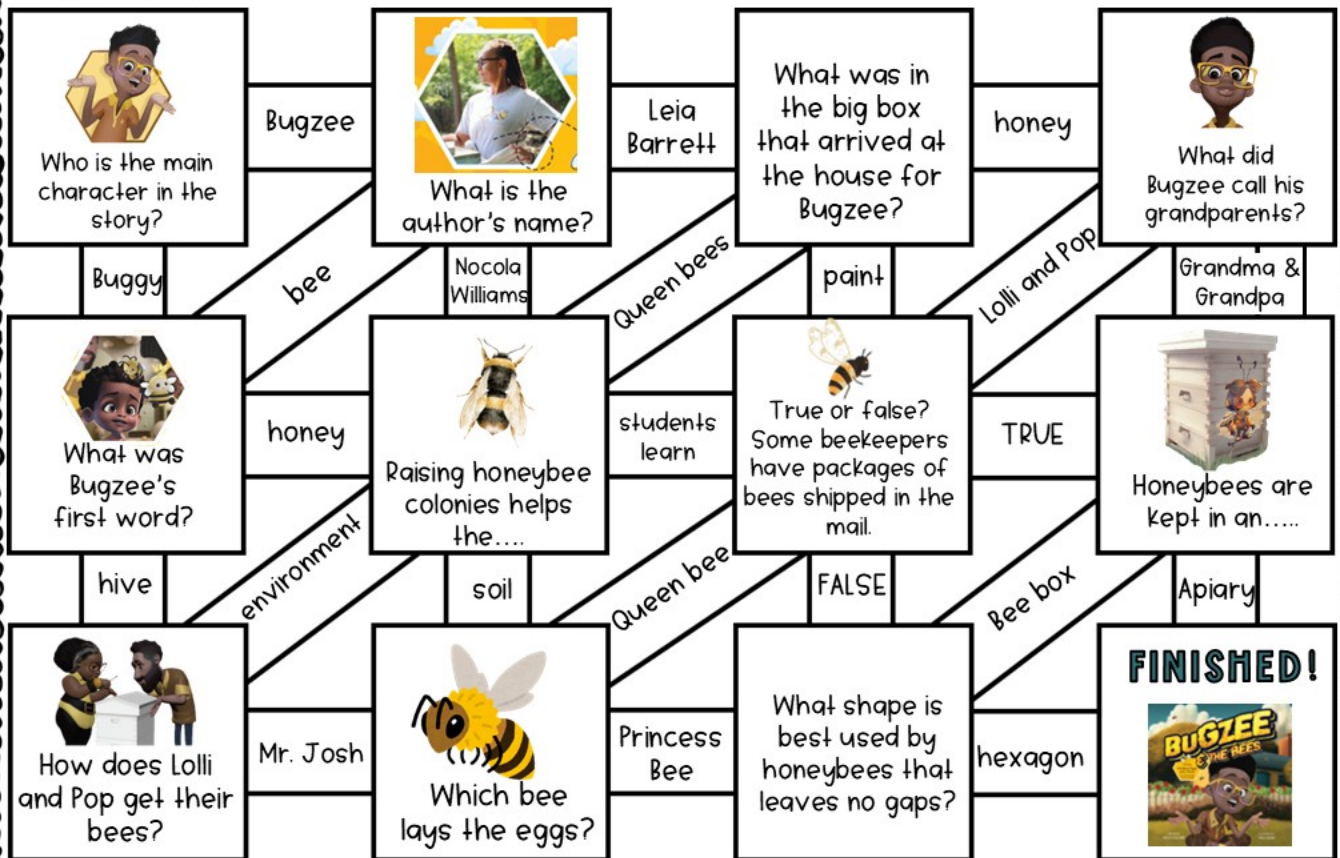 Who is the main
character in the
story?
Bugzee
What is the
author's name?
Leia
Barrett
What was in
the big box
that arrived at
the house for
Bugzee?
honey
What did
Bugzee call his
grandparents?
Buggy
bee
Nocola
Williams
Queen bees
paint
Lolli and Pop
Grandma &
Grandpa
What was
Bugzee's
first word?
honey
Raising honeybee
colonies helps
the....
students
learn
True or false?
Some beekeepers
have packages of
bees shipped in the
mail.
TRUE
Honeybees are
kept in an.....
hive
environment
soil
Queen bee
FALSE
Bee box
Apiary
How does Lolli
and Pop get their
bees?
Mr. Josh
Which bee
lays the eggs?
Princess
Bee
What shape is
best used by
honeybees that
leaves no gaps?
hexagon
FINISHED!
BUGZEE
& THE BEES